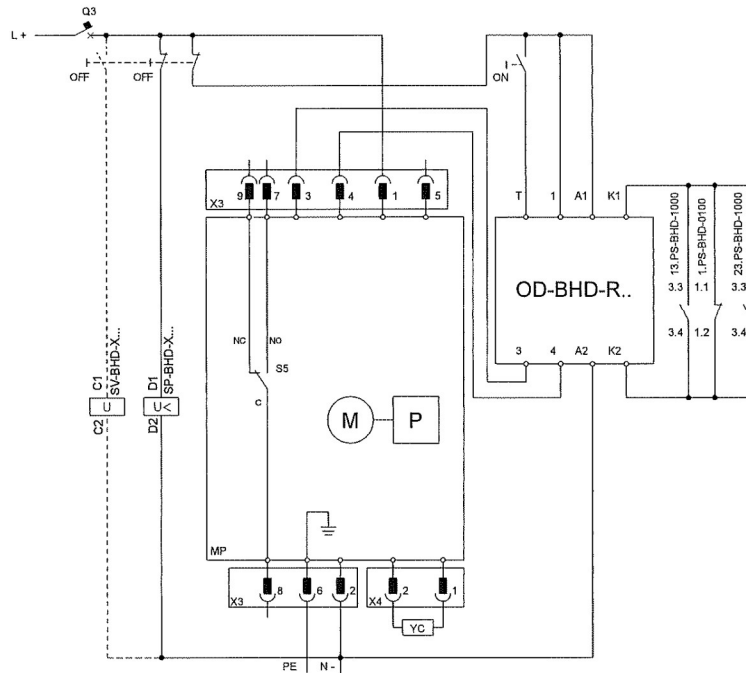 Q3
L +
OFF
OFF
ON
9
7
3
4
1
5
X3
T
1
A1
K1
13.PS-BHD-1000
1.PS-BHD-0100
23.PS-BHD-1000
OD-BHD-R..
3.3
1.1
3.3
3.4
1.2
3.4
3
4
A2
K2
NC
NO
S5
C
C1
SV-BHD-X...
D1
SP-BHD-X...
U
U<
C2
D2
M
P
MP
X3
8
6
2
X4
2
1
YC
PE
N -